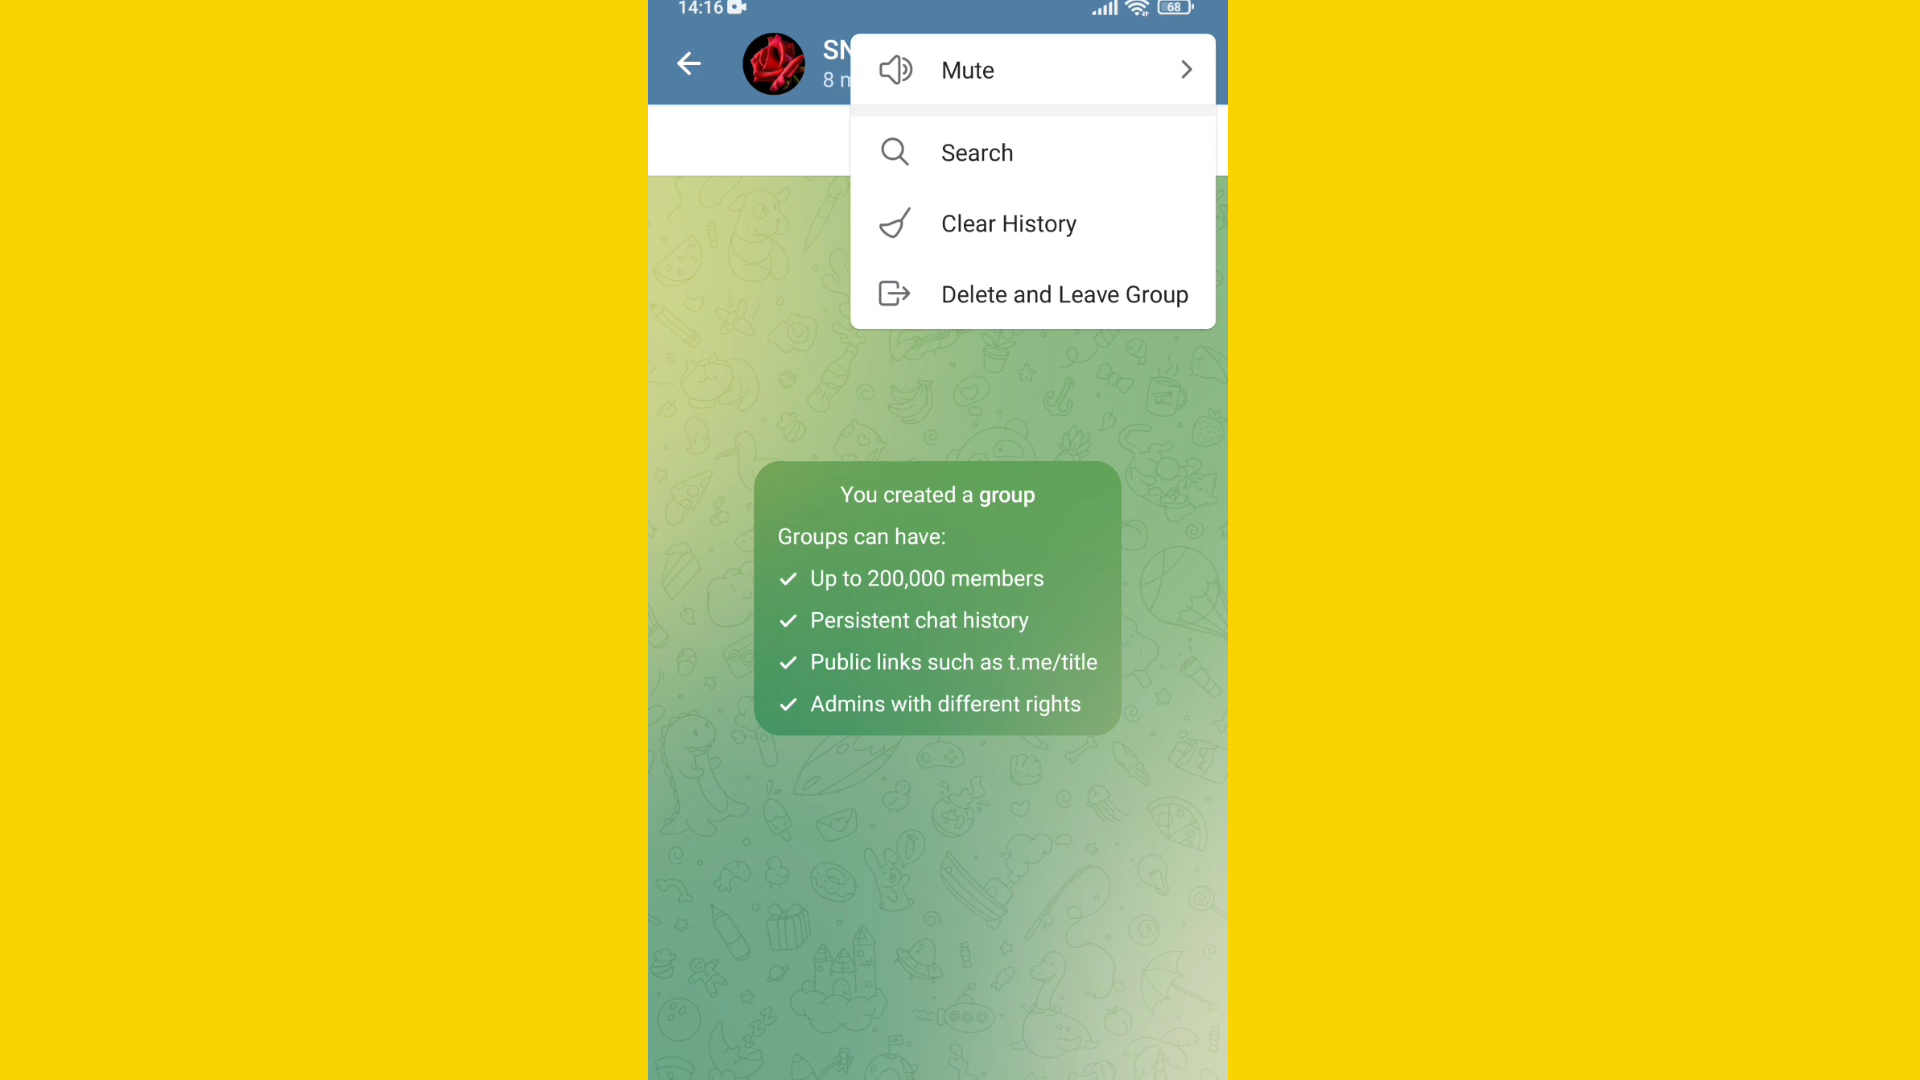 14:16
68
SN
8 m
Mute
Search
Clear History
Delete and Leave Group
You created a group
Groups can have:
Up to 200,000 members
Persistent chat history
Public links such as t.me/title
Admins with different rights